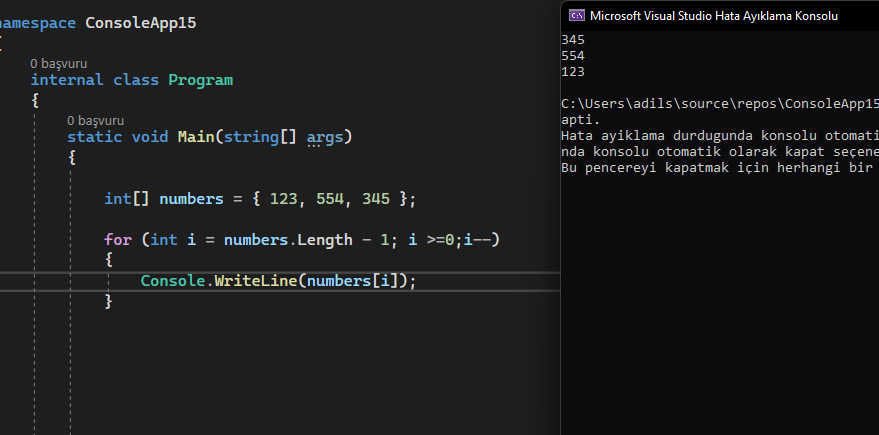 namespace ConsoleApp15
{
0 başvuru
internal class Program
{
0 başvuru
static void Main(string[] args)
{
int[] numbers = { 123, 554, 345 };
for (int i = numbers.Length - 1; i >=0;i--)
{
Console.WriteLine(numbers[i]);
}
Microsoft Visual Studio Hata Ayıklama Konsolu
345
554
123
C:\Users\adils\source\repos\ConsoleApp15
apti.
Hata ayiklama durdugunda konsolu otomati
nda konsolu otomatik olarak kapat seçene
Bu pencereyi kapatmak için herhangi bir